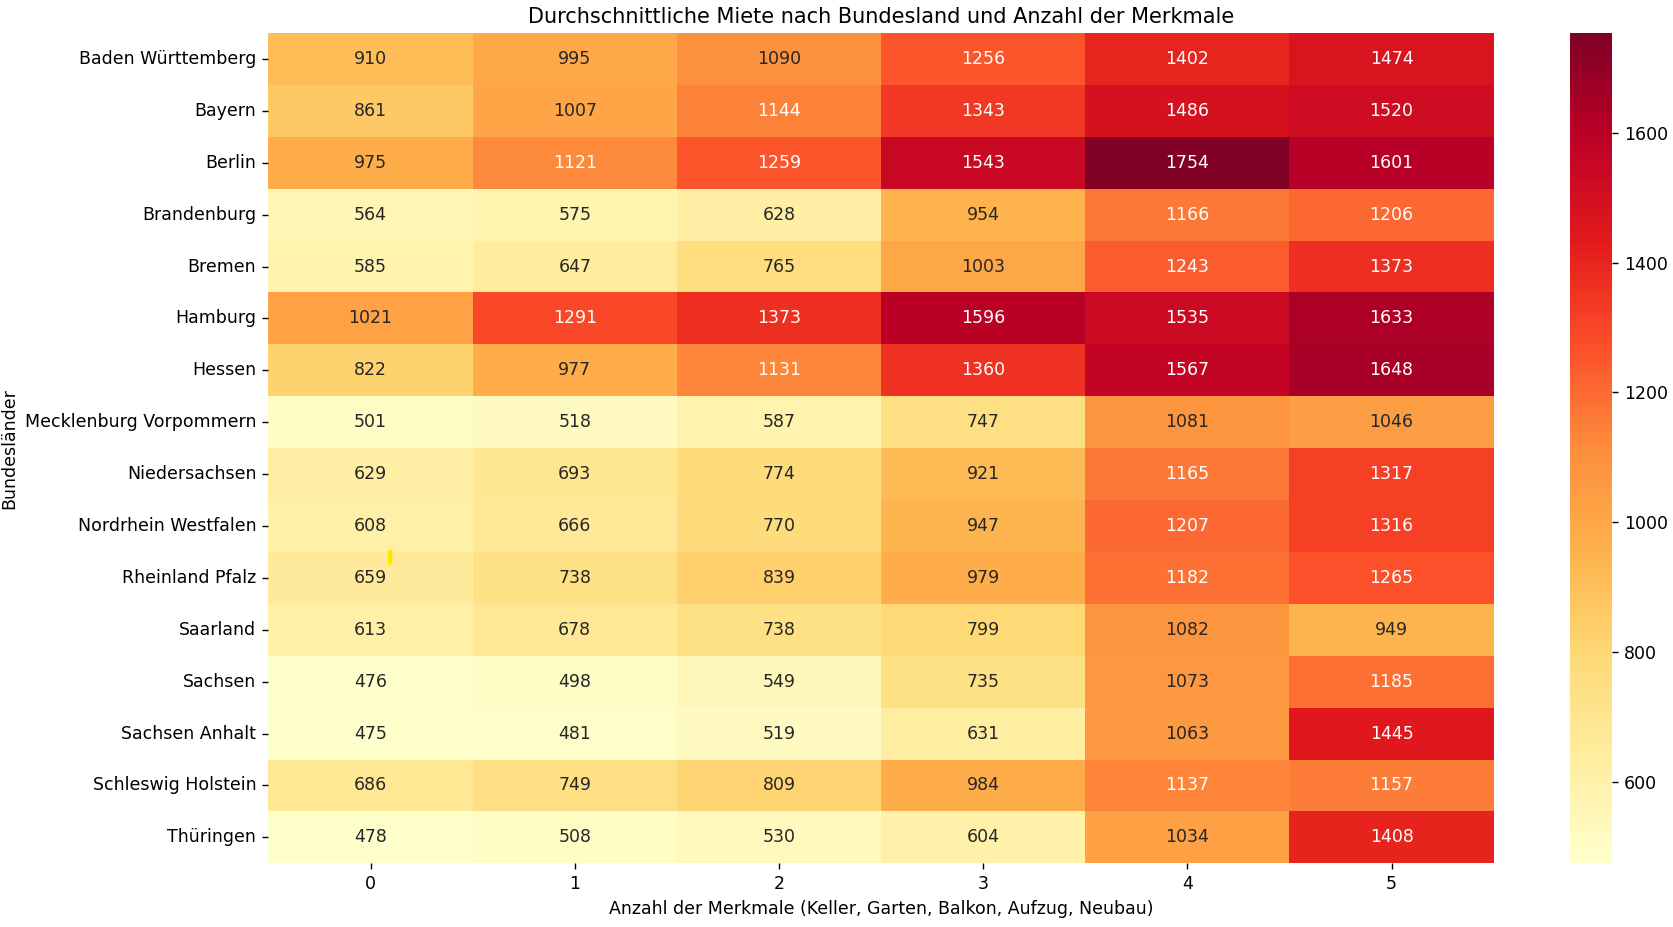 Durchschnittliche Miete nach Bundesland und Anzahl der Merkmale
Baden Württemberg 910 995 1090 1256 1402 1474
Bayern 861 1007 1144 1343 1486 1520
Berlin 975 1121 1259 1543 1754 1601
Brandenburg 564 575 628 954 1166 1206
Bremen 585 647 765 1003 1243 1373
Hamburg 1021 1291 1373 1596 1535 1633
Hessen 822 977 1131 1360 1567 1648
Mecklenburg Vorpommern 501 518 587 747 1081 1046
Niedersachsen 629 693 774 921 1165 1317
Nordrhein Westfalen 608 666 770 947 1207 1316
Rheinland Pfalz 659 738 839 979 1182 1265
Saarland 613 678 738 799 1082 949
Sachsen 476 498 549 735 1073 1185
Sachsen Anhalt 475 481 519 631 1063 1445
Schleswig Holstein 686 749 809 984 1137 1157
Thüringen 478 508 530 604 1034 1408
0 1 2 3 4 5
Anzahl der Merkmale (Keller, Garten, Balkon, Aufzug, Neubau)
Bundesländer
1600
1400
1200
1000
800
600